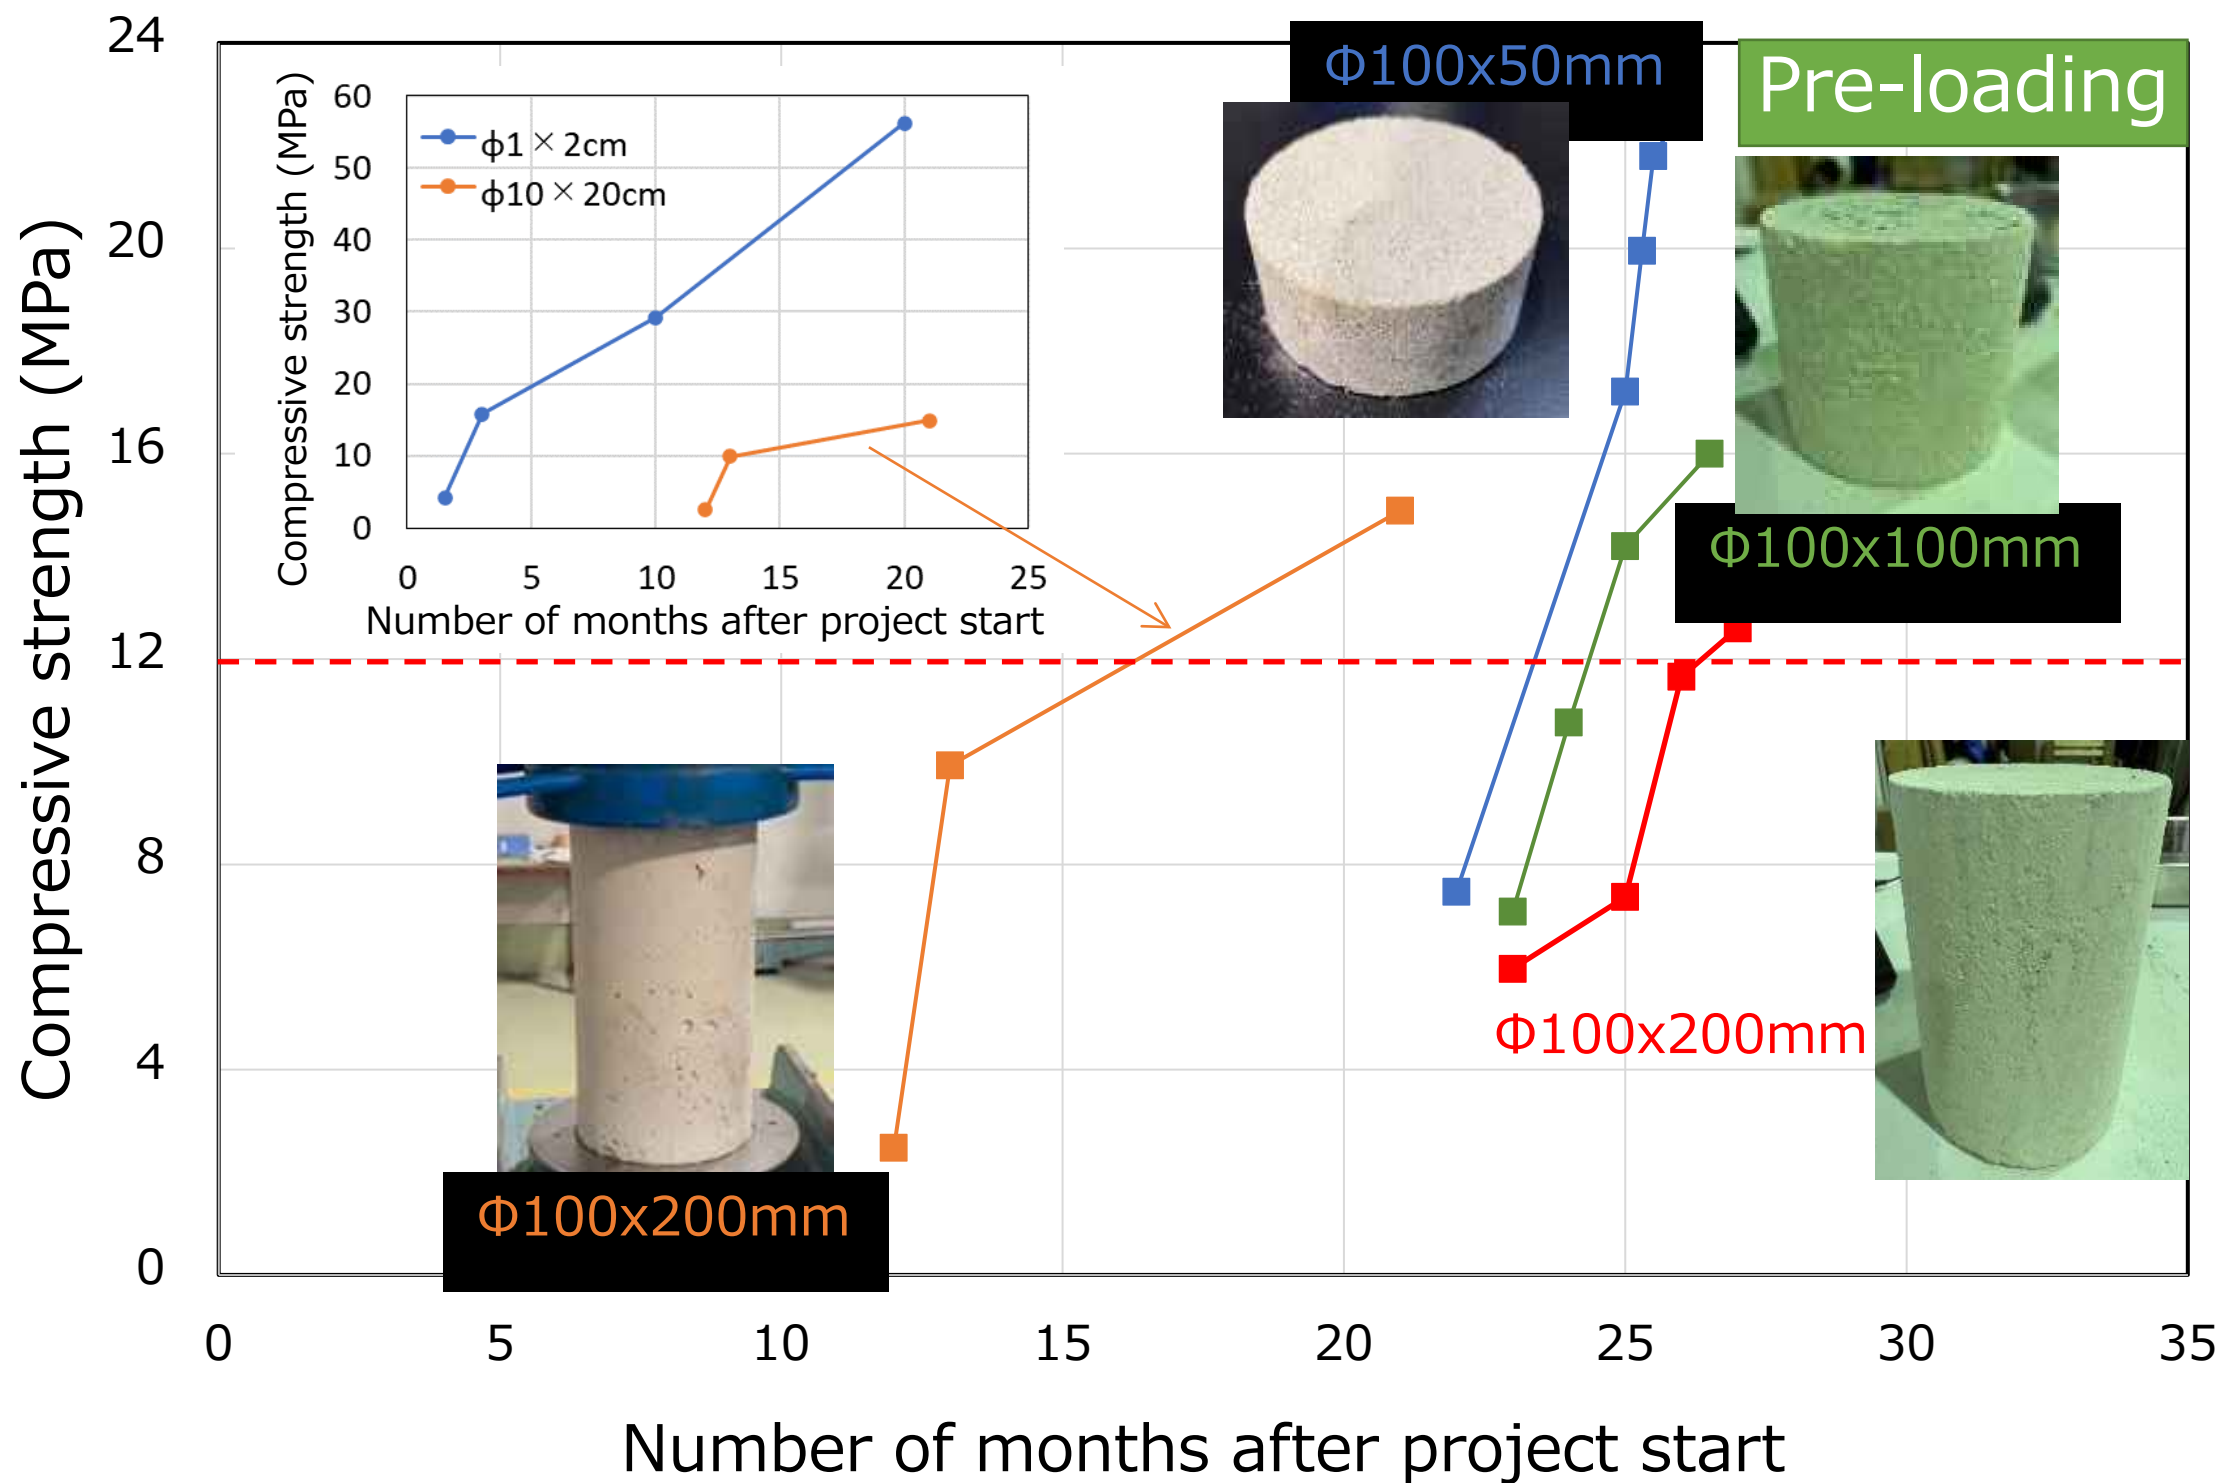 Φ100x50mm
Pre-loading
Compressive strength (MPa)
24
20
16
12
8
4
0
Compressive strength (MPa)
60
50
40
30
20
10
0
ϕ1×2cm
ϕ10×20cm
0 5 10 15 20 25
Number of months after project start
Φ100x100mm
Φ100x200mm
Φ100x200mm
0 5 10 15 20 25 30 35
Number of months after project start